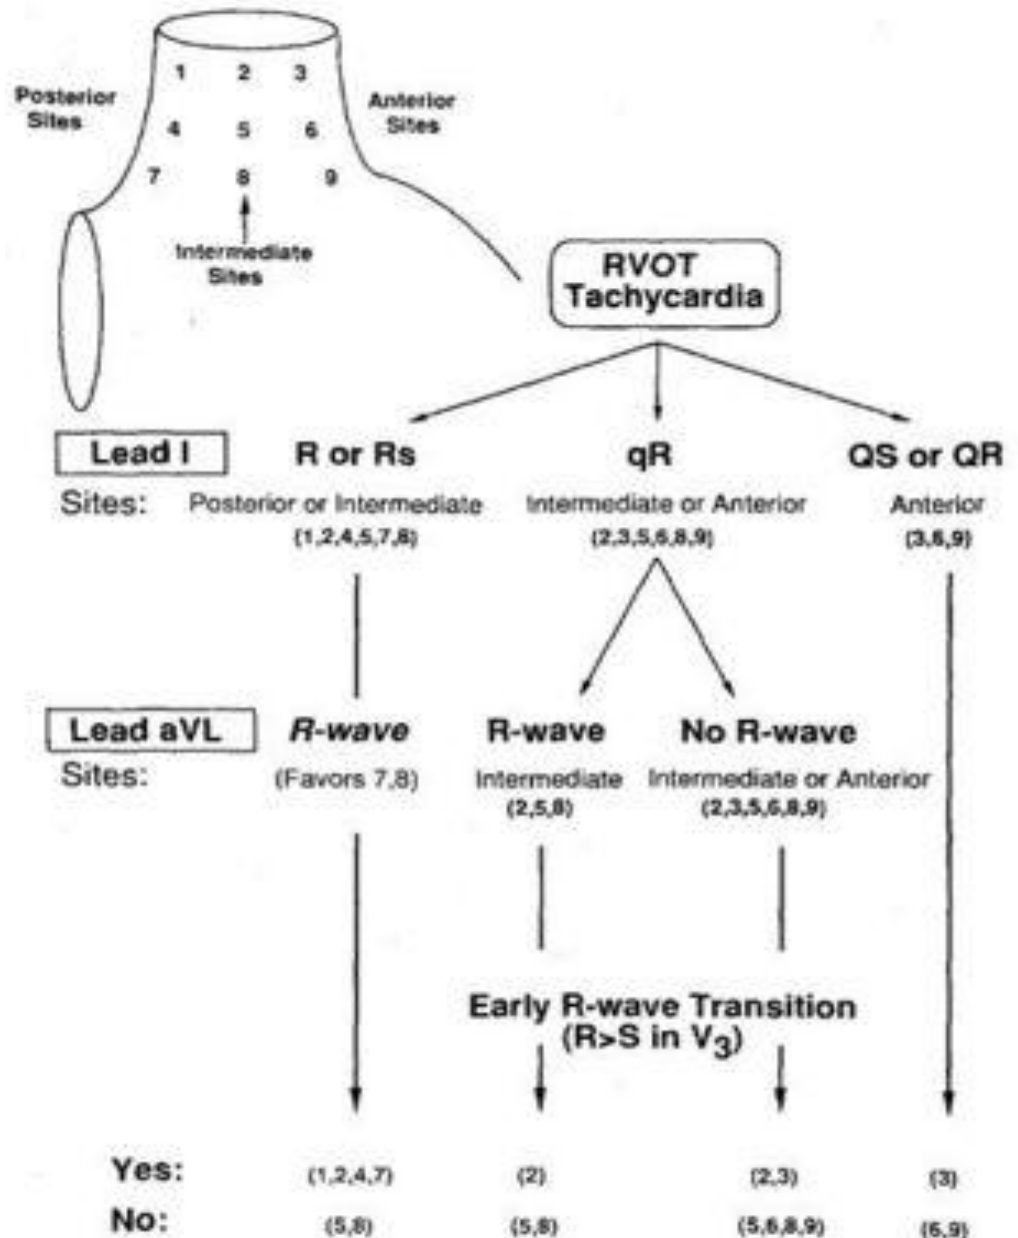 1 2 3
Posterior
Sites
Anterior
Sites
4 5 6
7 8 9
Intermediate
Sites
RVOT
Tachycardia
Lead I R or Rs qR QS or QR
Sites: Posterior or Intermediate Intermediate or Anterior Anterior
(1,2,4,5,7,8) (2,3,5,6,8,9) (3,6,9)
Lead aVL R-wave R-wave No R-wave
Sites: (Favors 7,8) Intermediate Intermediate or Anterior
(2,5,8) (2,3,5,6,8,9)
Early R-wave Transition
(R>S in V3)
Yes: (1,2,4,7) (2) (2,3) (3)
No: (5,8) (5,8) (5,6,8,9) (6,9)